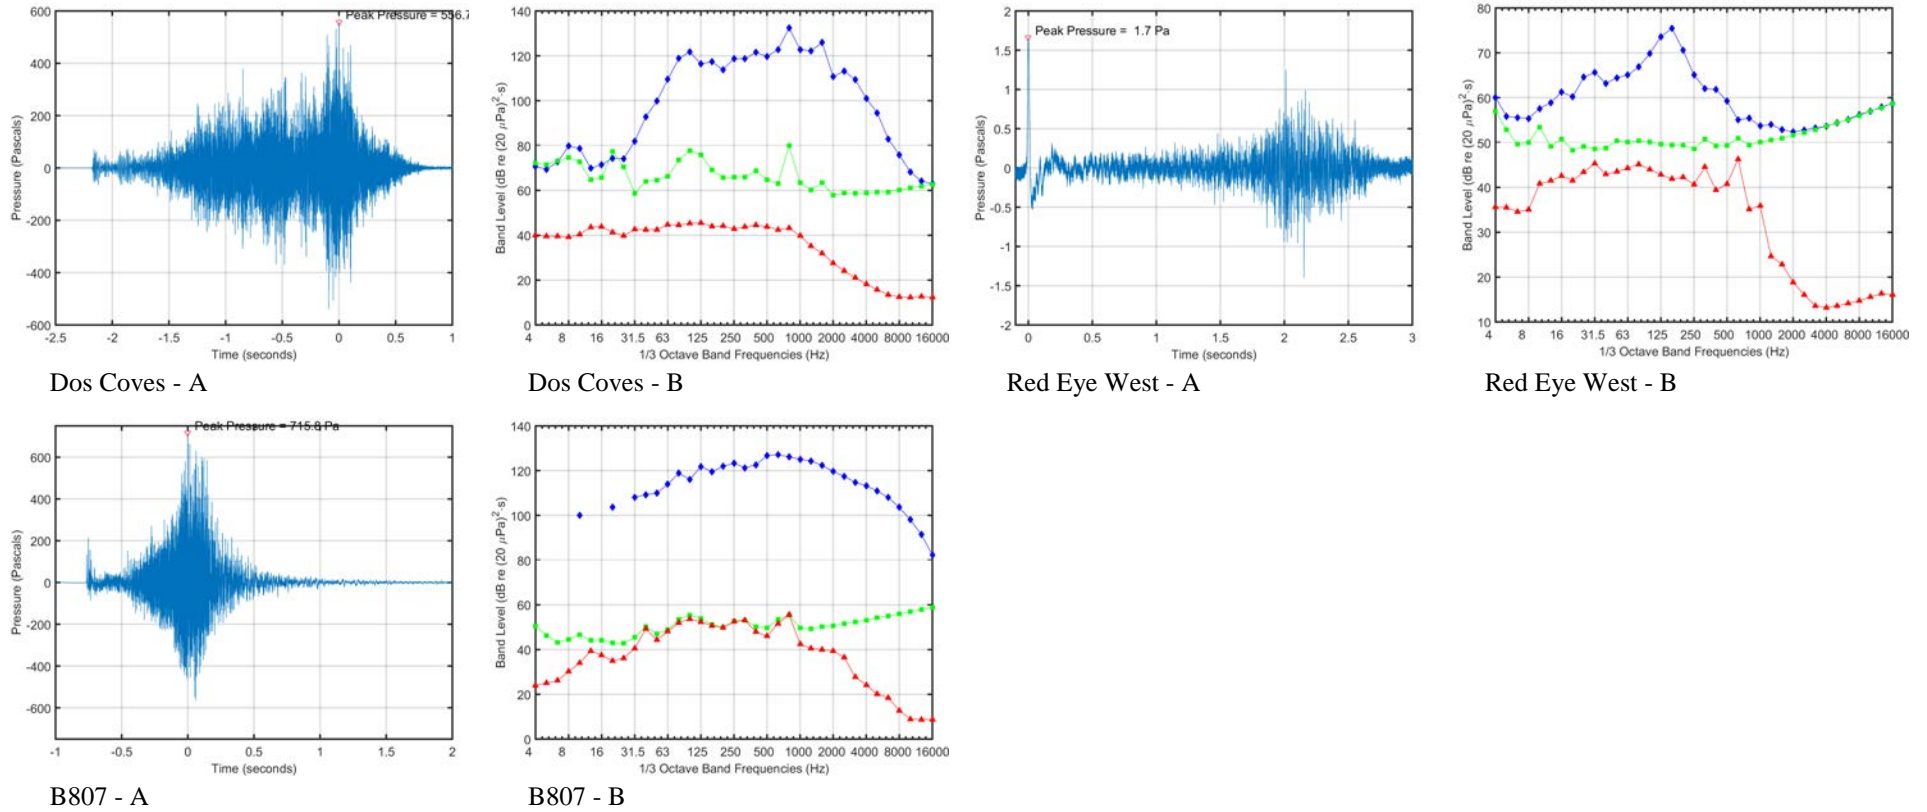 Peak Pressure = 556.7
600
400
200
0
-200
-400
-600
Pressure (Pascals)
-2.5 -2 -1.5 -1 -0.5 0 0.5 1
Time (seconds)
Dos Coves - A
140
120
100
80
60
40
20
0
Band Level (dB re (20 μPa)²·s)
4 8 16 31.5 63 125 250 500 1000 2000 4000 8000 16000
1/3 Octave Band Frequencies (Hz)
Dos Coves - B
Peak Pressure = 1.7 Pa
2
1.5
1
0.5
0
-0.5
-1
-1.5
-2
Pressure (Pascals)
0 0.5 1 1.5 2 2.5 3
Time (seconds)
Red Eye West - A
80
70
60
50
40
30
20
10
Band Level (dB re (20 μPa)²·s)
4 8 16 31.5 63 125 250 500 1000 2000 4000 8000 16000
1/3 Octave Band Frequencies (Hz)
Red Eye West - B
Peak Pressure = 715.8 Pa
600
400
200
0
-200
-400
-600
Pressure (Pascals)
-1 -0.5 0 0.5 1 1.5 2
Time (seconds)
B807 - A
140
120
100
80
60
40
20
0
Band Level (dB re (20 μPa)²·s)
4 8 16 31.5 63 125 250 500 1000 2000 4000 8000 16000
1/3 Octave Band Frequencies (Hz)
B807 - B